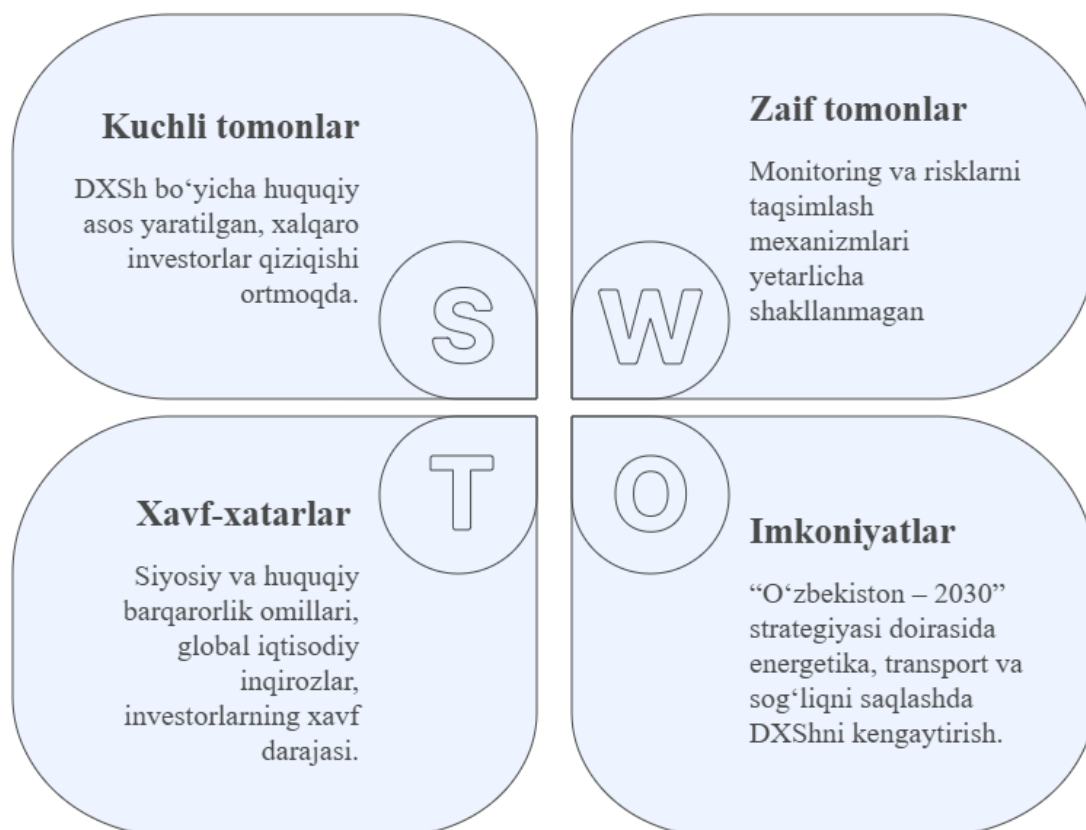 Kuchli tomonlar
DXSh bo‘yicha huquqiy
asos yaratilgan, xalqaro
investorlar qiziqishi
ortmoqda.
S
Zaif tomonlar
Monitoring va risklarni
taqsimlash
mexanizmlari
yetarlicha
shakllanmagan
W
Xavf-xatarlar
Siyosiy va huquqiy
barqarorlik omillari,
global iqtisodiy
inqirozlar,
investorlarning xavf
darajasi.
T
O
Imkoniyatlar
“O‘zbekiston – 2030”
strategiyasi doirasida
energetika, transport va
sog‘liqni saqlashda
DXShni kengaytirish.